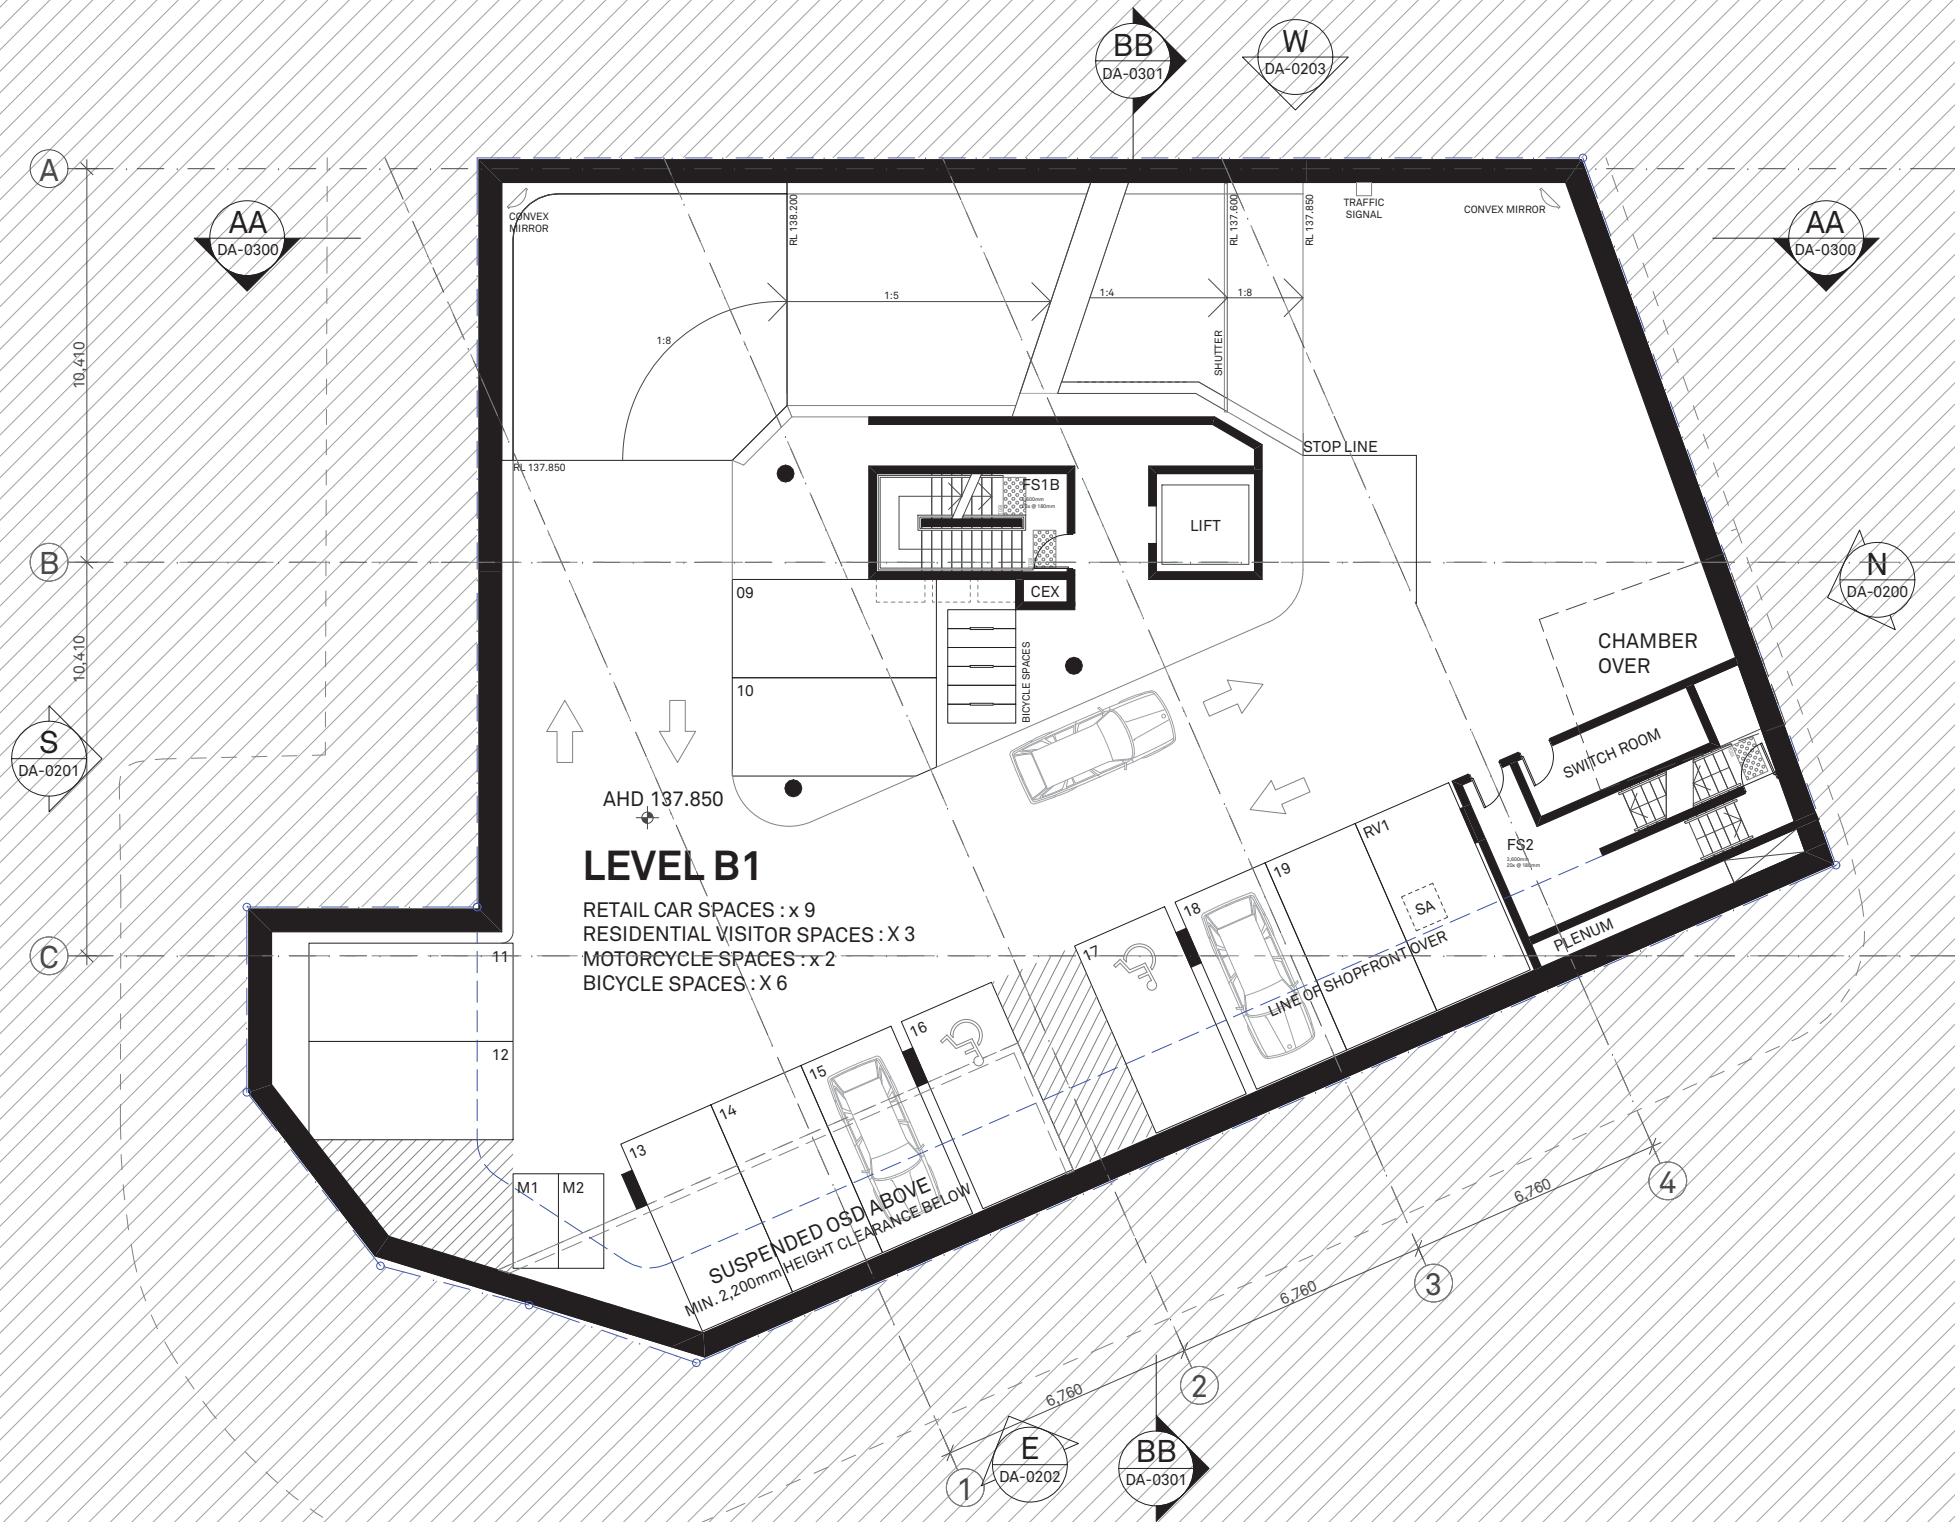 BB
DA-0301
W
DA-0203
A
AA
DA-0300
CONVEX
MIRROR
RL 138.200
RL 137.600
RL 137.850
TRAFFIC
SIGNAL
CONVEX MIRROR
AA
DA-0300
1:5
1:4
1:8
1:8
SHUTTER
10,410
STOP LINE
RL 137.850
FS1B
LIFT
B
CEX
N
DA-0200
09
10
BICYCLE SPACES
10,410
CHAMBER
OVER
SWITCH ROOM
S
DA-0201
AHD 137.850
LEVEL B1
RETAIL CAR SPACES : x 9
RESIDENTIAL VISITOR SPACES : X 3
MOTORCYCLE SPACES : x 2
BICYCLE SPACES : X 6
RV1
FS2
3,600mm
20x @ 180mm
19
18
SA
17
PLENUM
LINE OF SHOPFRONT OVER
C
11
12
16
15
14
13
M1
M2
SUSPENDED OSD ABOVE
MIN. 2,200mm HEIGHT CLEARANCE BELOW
4
6,760
3
6,760
2
6,760
1
E
DA-0202
BB
DA-0301